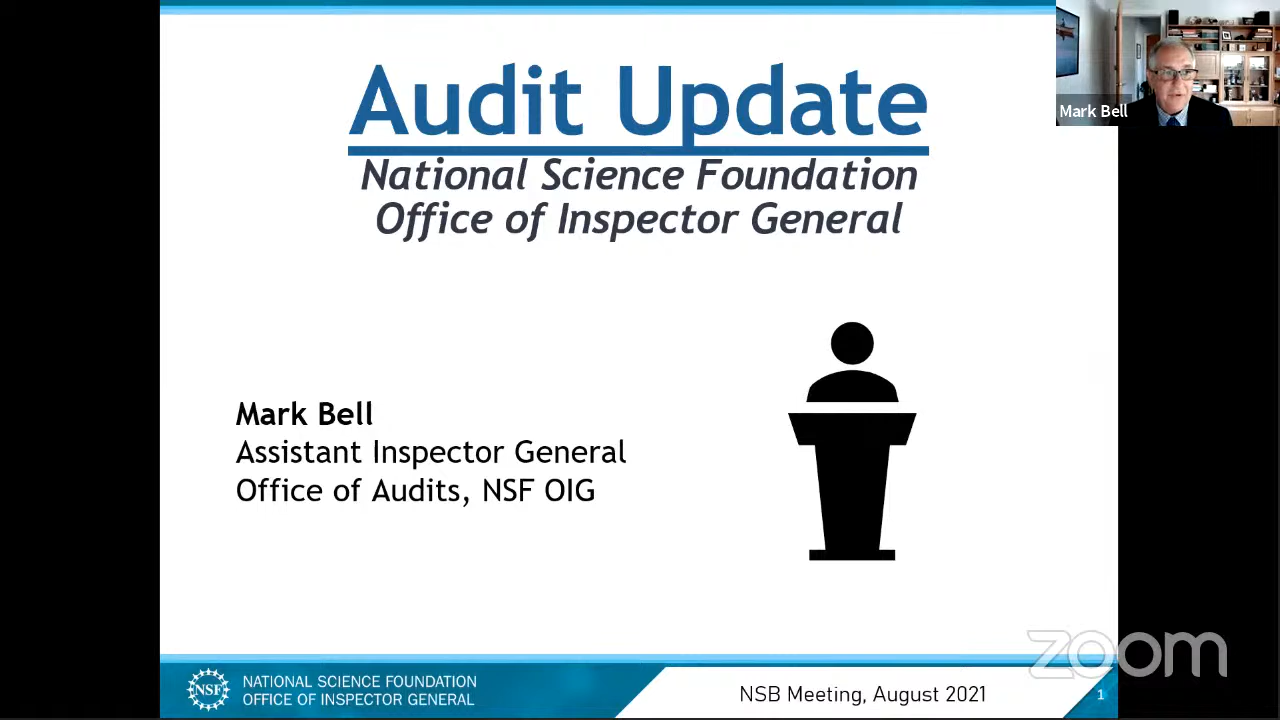 Audit Update
National Science Foundation
Office of Inspector General
Mark Bell
Mark Bell
Assistant Inspector General
Office of Audits, NSF OIG
zoom
NSF
NATIONAL SCIENCE FOUNDATION
OFFICE OF INSPECTOR GENERAL
NSB Meeting, August 2021
1